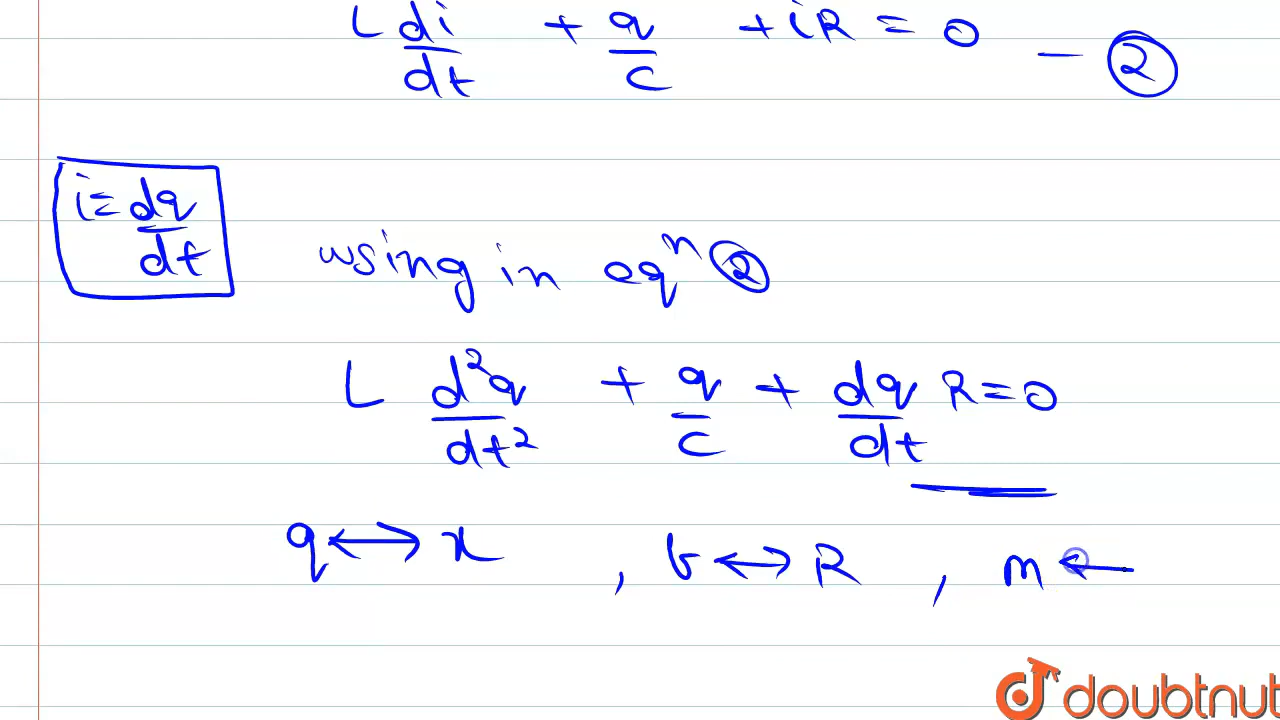 L di/dt + q/c + iR = 0 — ②
i = dq/dt
using in eqⁿ ②
L d²q/dt² + q/c + dq/dt R = 0
q ↔ x , b ↔ R , m ←
doubtnut